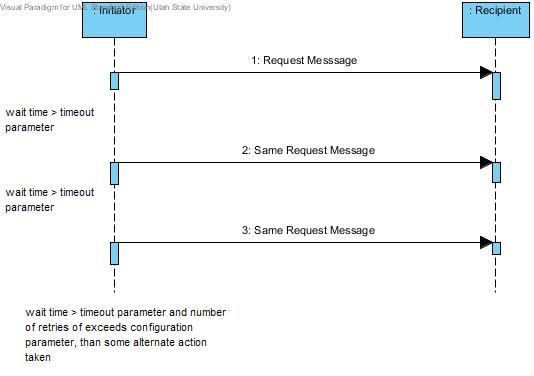 Visual Paradigm for UML Standard Edition(Utah State University)
: Initiator
: Recipient
1: Request Messsage
wait time > timeout
parameter
2: Same Request Message
wait time > timeout
parameter
3: Same Request Message
wait time > timeout parameter and number
of retries of exceeds configuration
parameter, than some alternate action
taken